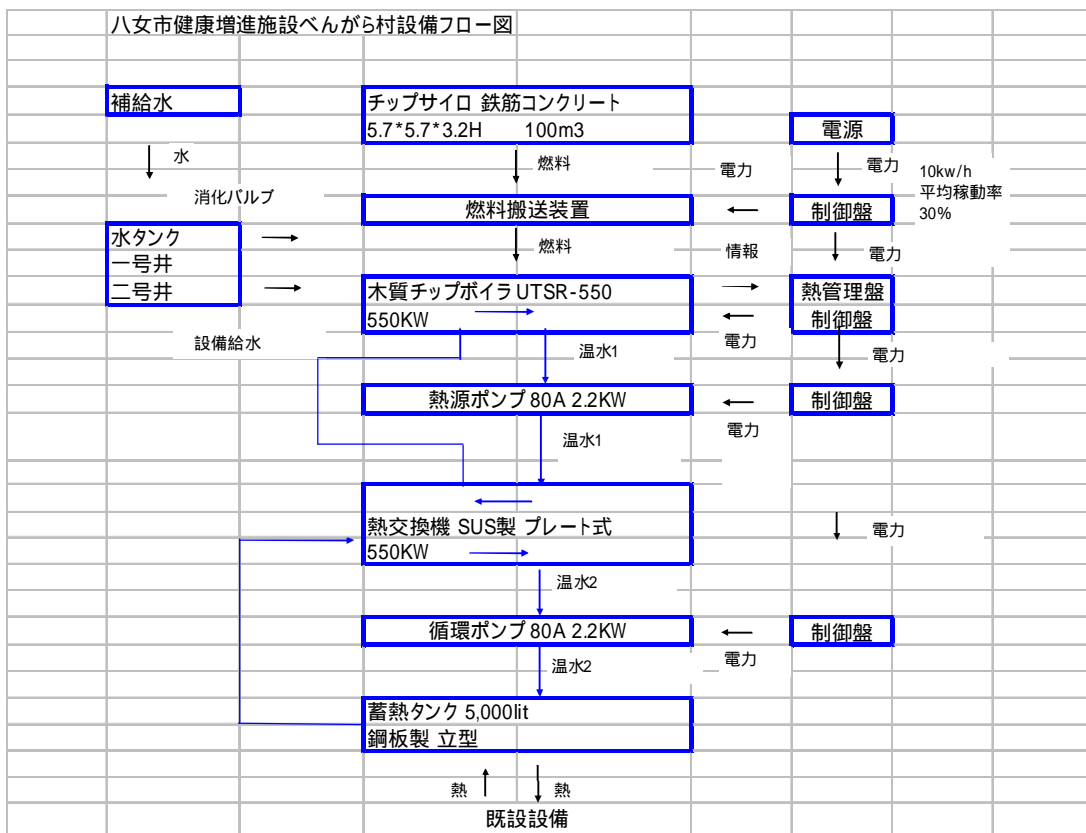 八女市健康増進施設べんがら村設備フロー図
補給水
チップサイロ 鉄筋コンクリート
5.7*5.7*3.2H 100m3
電源
水
燃料
電力
電力
10kw/h
平均稼動率
30%
消化バルブ
燃料搬送装置
制御盤
水タンク
一号井
二号井
燃料
情報
電力
木質チップボイラ UTSR-550
550KW
熱管理盤
制御盤
設備給水
温水1
電力
電力
熱源ポンプ 80A 2.2KW
制御盤
温水1
電力
熱交換機 SUS製 プレート式
550KW
電力
温水2
循環ポンプ 80A 2.2KW
制御盤
温水2
電力
蓄熱タンク 5,000lit
鋼板製 立型
熱
熱
既設設備